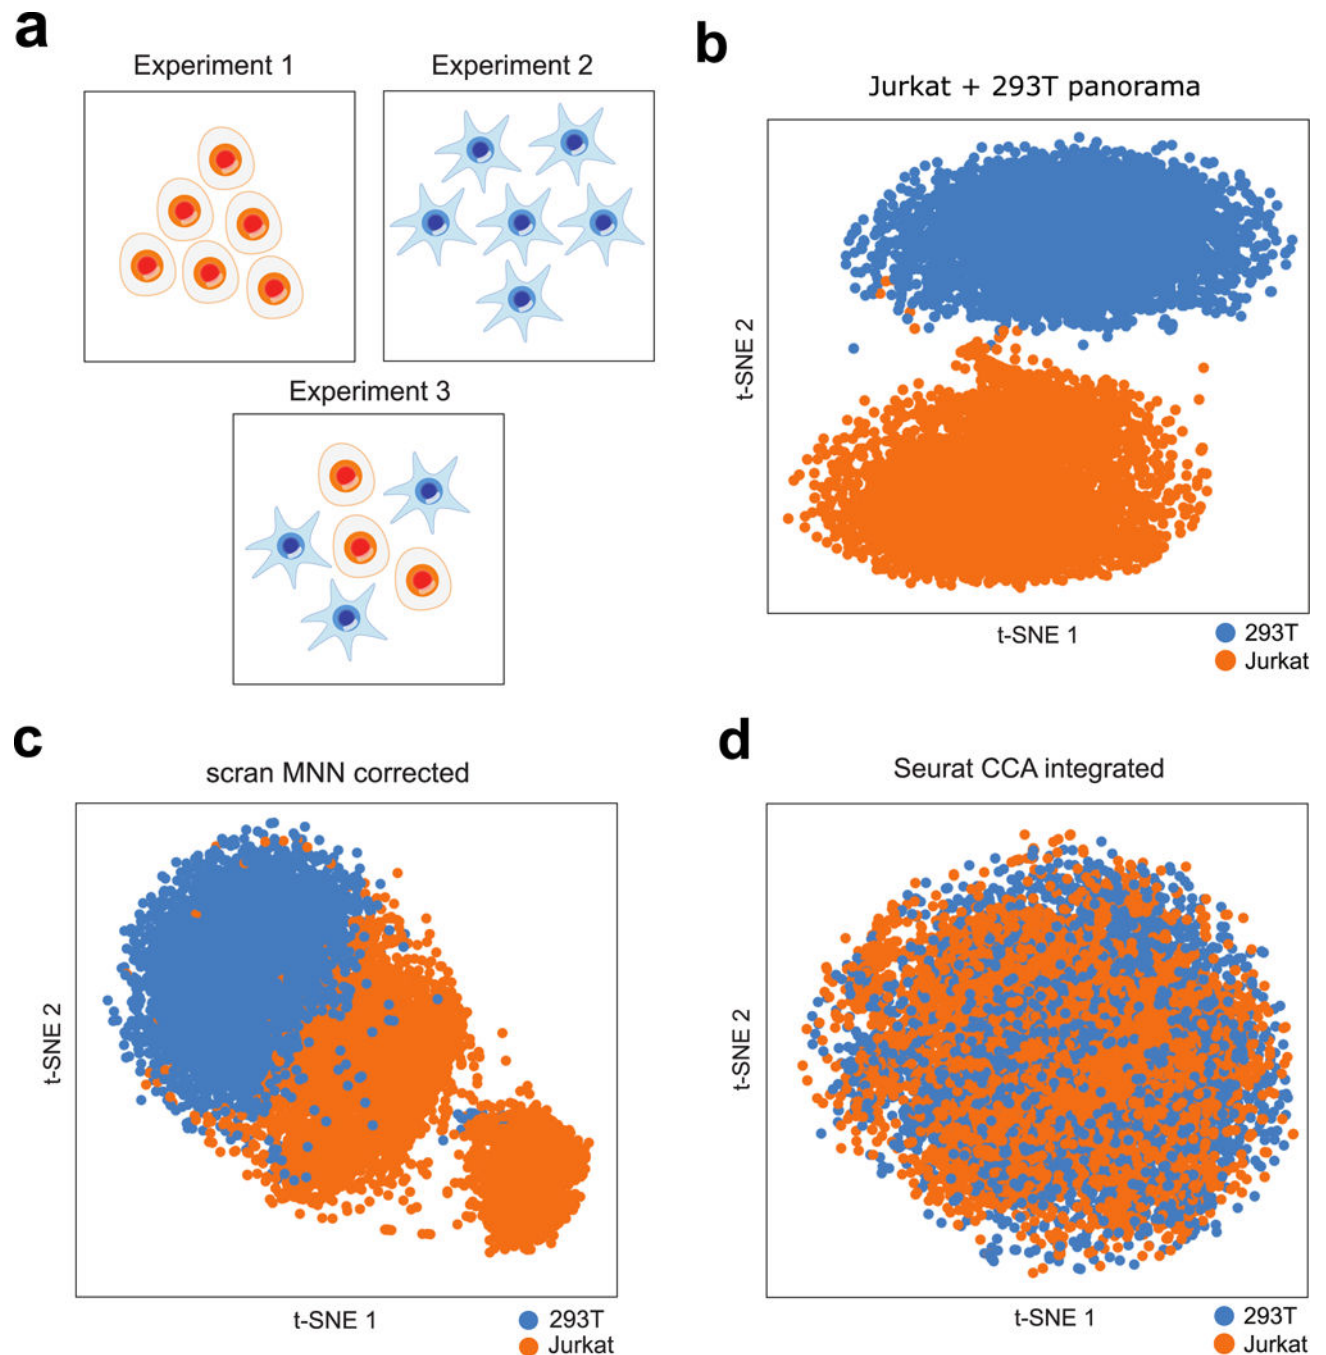 a
Experiment 1
Experiment 2
Experiment 3
b
Jurkat + 293T panorama
t-SNE 2
t-SNE 1
293T
Jurkat
c
scran MNN corrected
t-SNE 2
t-SNE 1
293T
Jurkat
d
Seurat CCA integrated
t-SNE 2
t-SNE 1
293T
Jurkat